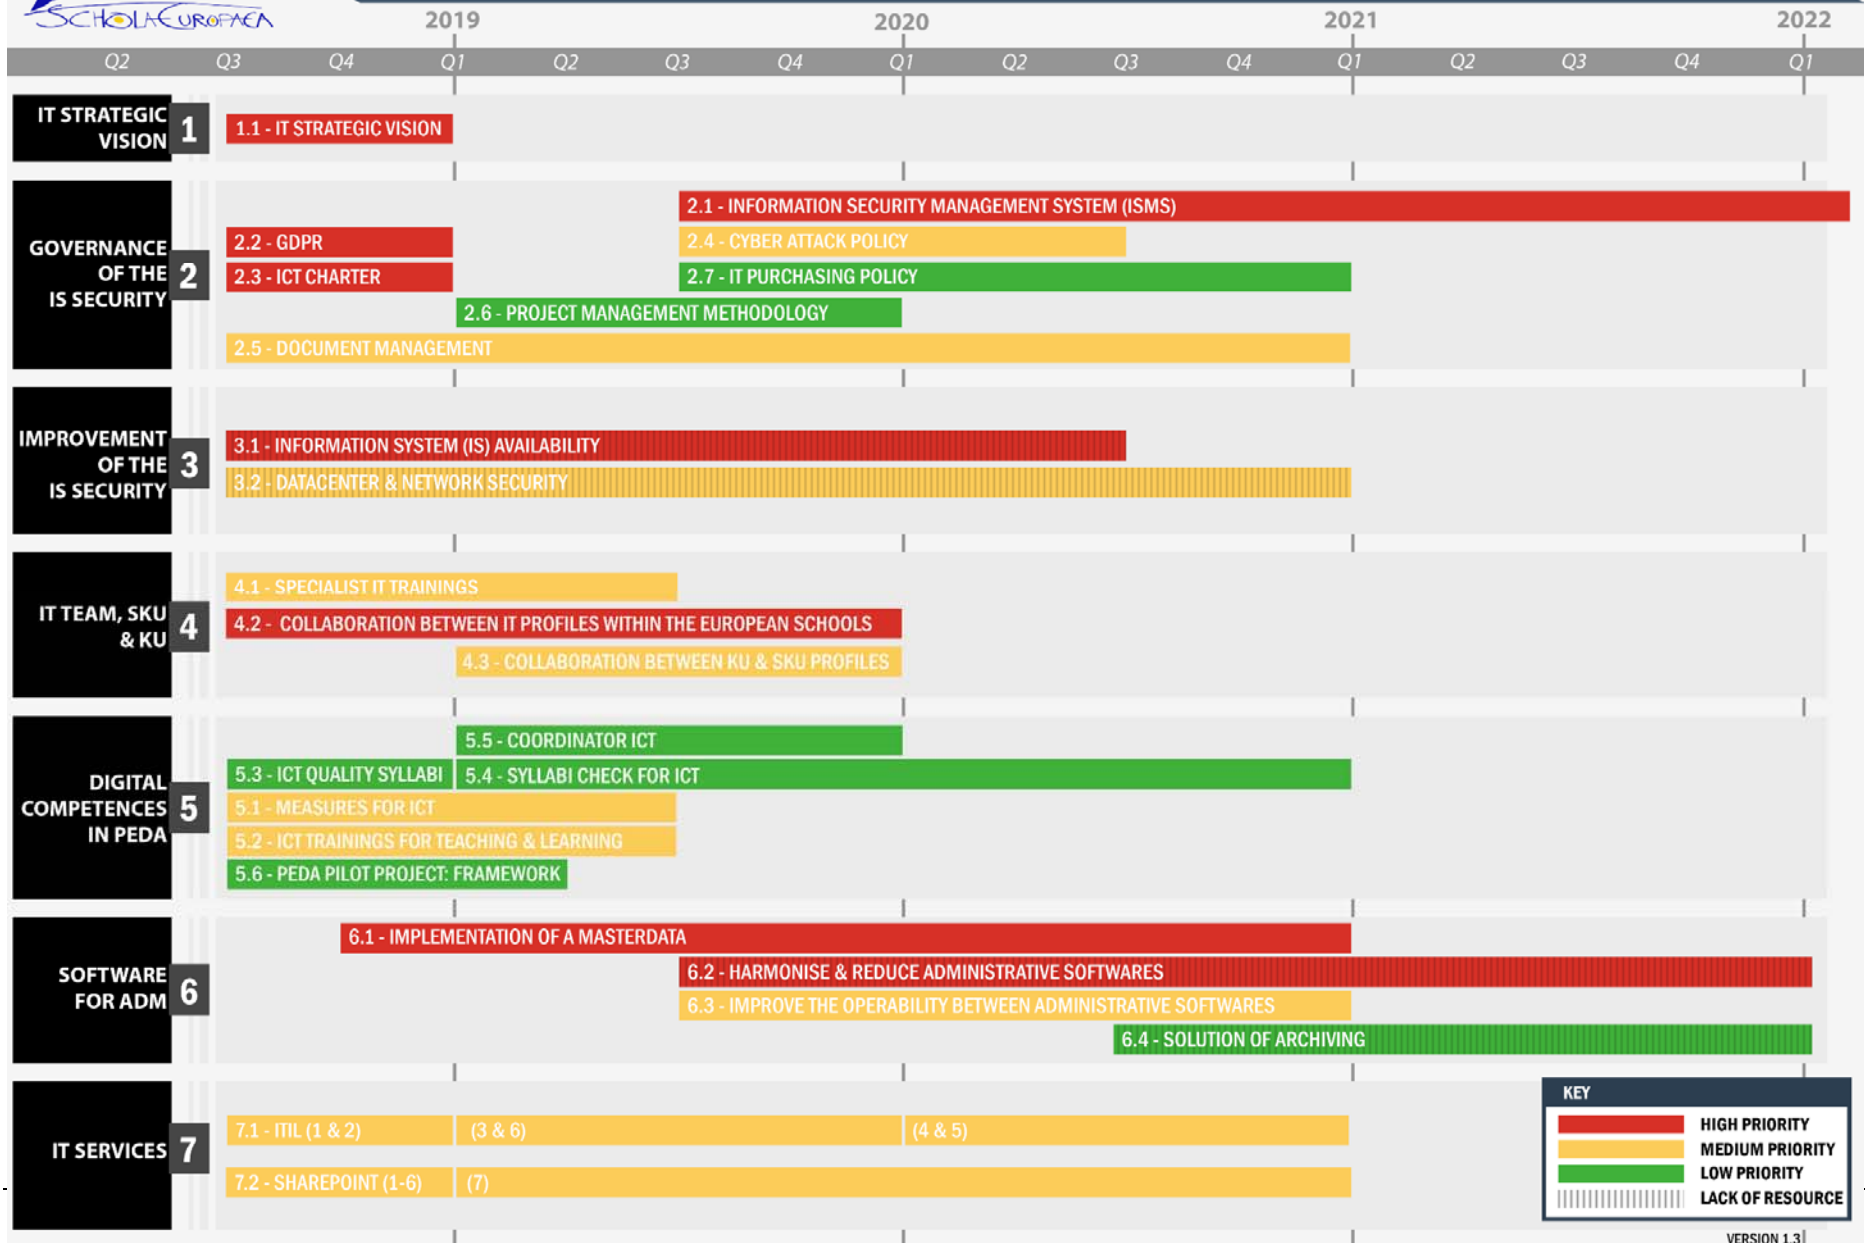 SCHOLA EUROPAEA
2019 2020 2021 2022
Q2 Q3 Q4 Q1 Q2 Q3 Q4 Q1 Q2 Q3 Q4 Q1 Q2 Q3 Q4 Q1
IT STRATEGIC
VISION
1
1.1 - IT STRATEGIC VISION
GOVERNANCE
OF THE
IS SECURITY
2
2.1 - INFORMATION SECURITY MANAGEMENT SYSTEM (ISMS)
2.2 - GDPR
2.4 - CYBER ATTACK POLICY
2.3 - ICT CHARTER
2.7 - IT PURCHASING POLICY
2.6 - PROJECT MANAGEMENT METHODOLOGY
2.5 - DOCUMENT MANAGEMENT
IMPROVEMENT
OF THE
IS SECURITY
3
3.1 - INFORMATION SYSTEM (IS) AVAILABILITY
3.2 - DATACENTER & NETWORK SECURITY
IT TEAM, SKU
& KU
4
4.1 - SPECIALIST IT TRAININGS
4.2 - COLLABORATION BETWEEN IT PROFILES WITHIN THE EUROPEAN SCHOOLS
4.3 - COLLABORATION BETWEEN KU & SKU PROFILES
DIGITAL
COMPETENCES
IN PEDA
5
5.5 - COORDINATOR ICT
5.3 - ICT QUALITY SYLLABI
5.4 - SYLLABI CHECK FOR ICT
5.1 - MEASURES FOR ICT
5.2 - ICT TRAININGS FOR TEACHING & LEARNING
5.6 - PEDA PILOT PROJECT: FRAMEWORK
SOFTWARE
FOR ADM
6
6.1 - IMPLEMENTATION OF A MASTERDATA
6.2 - HARMONISE & REDUCE ADMINISTRATIVE SOFTWARES
6.3 - IMPROVE THE OPERABILITY BETWEEN ADMINISTRATIVE SOFTWARES
6.4 - SOLUTION OF ARCHIVING
IT SERVICES
7
7.1 - ITIL (1 & 2) (3 & 6) (4 & 5)
7.2 - SHAREPOINT (1-6) (7)
KEY
HIGH PRIORITY
MEDIUM PRIORITY
LOW PRIORITY
LACK OF RESOURCE
VERSION 1.3